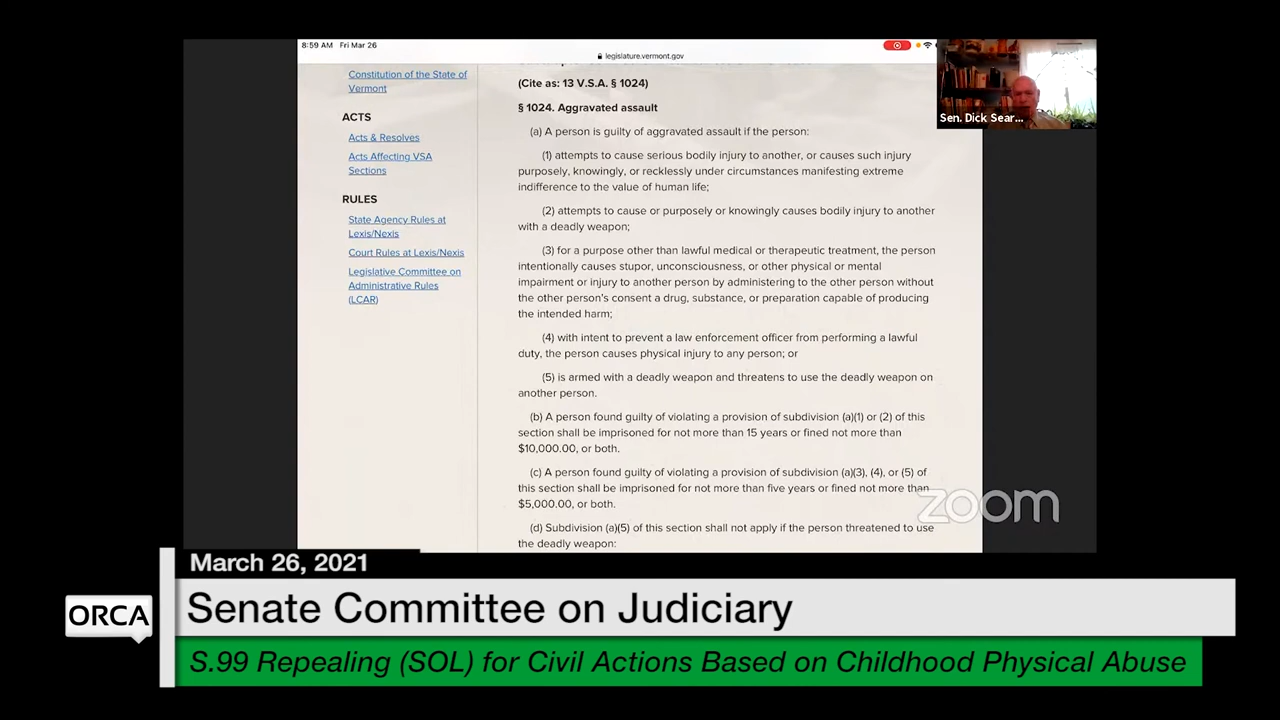 8:59 AM Fri Mar 26
legislature.vermont.gov
Constitution of the State of
Vermont
ACTS
Acts & Resolves
Acts Affecting VSA
Sections
RULES
State Agency Rules at
Lexis/Nexis
Court Rules at Lexis/Nexis
Legislative Committee on
Administrative Rules
(LCAR)
(Cite as: 13 V.S.A. § 1024)
§ 1024. Aggravated assault
(a) A person is guilty of aggravated assault if the person:
(1) attempts to cause serious bodily injury to another, or causes such injury
purposely, knowingly, or recklessly under circumstances manifesting extreme
indifference to the value of human life;
(2) attempts to cause or purposely or knowingly causes bodily injury to another
with a deadly weapon;
(3) for a purpose other than lawful medical or therapeutic treatment, the person
intentionally causes stupor, unconsciousness, or other physical or mental
impairment or injury to another person by administering to the other person without
the other person's consent a drug, substance, or preparation capable of producing
the intended harm;
(4) with intent to prevent a law enforcement officer from performing a lawful
duty, the person causes physical injury to any person; or
(5) is armed with a deadly weapon and threatens to use the deadly weapon on
another person.
(b) A person found guilty of violating a provision of subdivision (a)(1) or (2) of this
section shall be imprisoned for not more than 15 years or fined not more than
$10,000.00, or both.
(c) A person found guilty of violating a provision of subdivision (a)(3), (4), or (5) of
this section shall be imprisoned for not more than five years or fined not more than
$5,000.00, or both.
(d) Subdivision (a)(5) of this section shall not apply if the person threatened to use
the deadly weapon:
Sen. Dick Sear...
zoom
March 26, 2021
ORCA
Senate Committee on Judiciary
S.99 Repealing (SOL) for Civil Actions Based on Childhood Physical Abuse